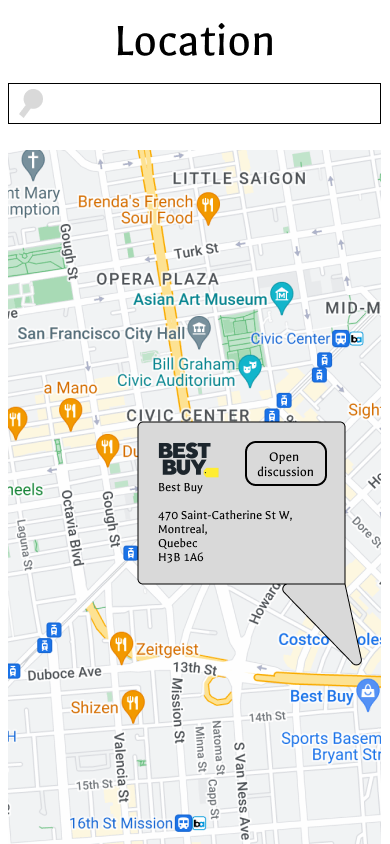 Location
LITTLE SAIGON
nt Mary
mption
Brenda's French
Soul Food
Gough St
Turk St
OPERA PLAZA
Asian Art Museum
MID-M
San Francisco City Hall
Civic Center
Bill Graham
Civic Auditorium
a Mano
CIVIC CENTER
Sight
BEST
BUY
Open
discussion
Best Buy
470 Saint-Catherine St W,
Montreal,
Quebec
H3B 1A6
heels
Octavia Blvd
Gough St
Laguna St
Dore S
Howard
Costco
oles
Zeitgeist
13th St
Duboce Ave
Best Buy
Shizen
Mission St
14th St
Natoma St
Minna St
Sports Basem
Bryant Str
Valencia St
S Van Ness Ave
Capp St
15th St
16th St Mission